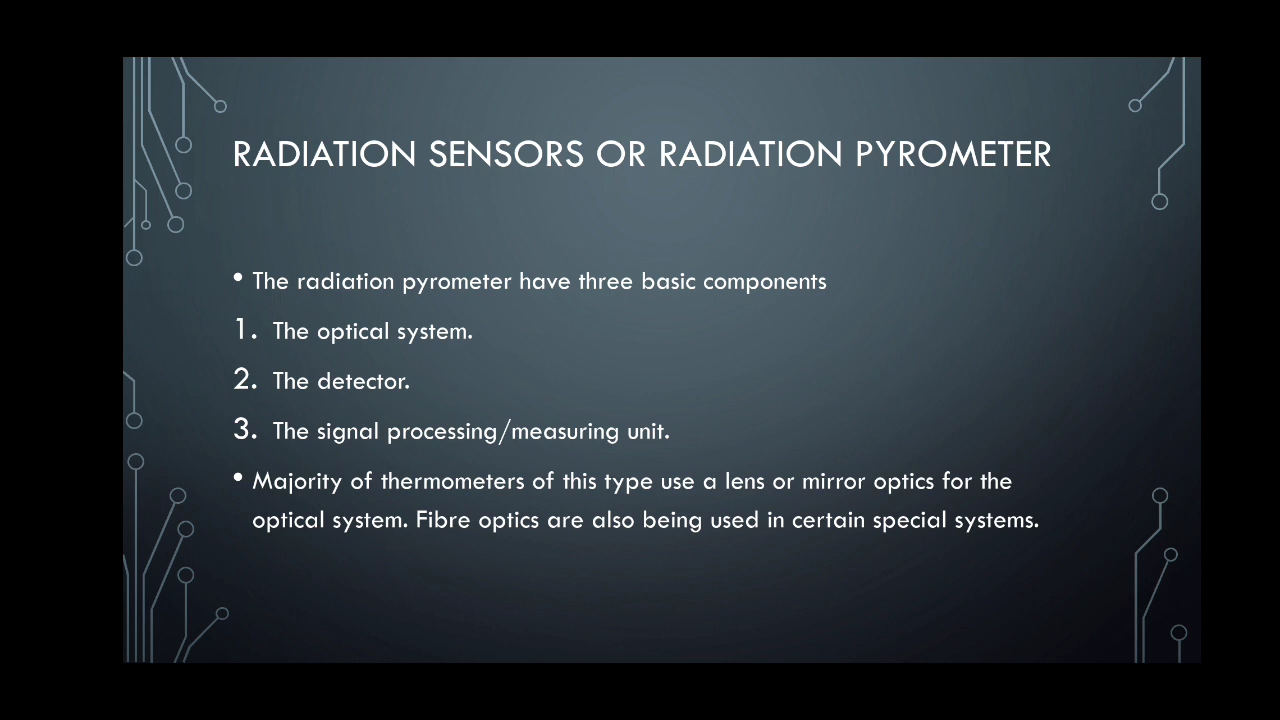 RADIATION SENSORS OR RADIATION PYROMETER
• The radiation pyrometer have three basic components
1. The optical system.
2. The detector.
3. The signal processing/measuring unit.
• Majority of thermometers of this type use a lens or mirror optics for the
optical system. Fibre optics are also being used in certain special systems.